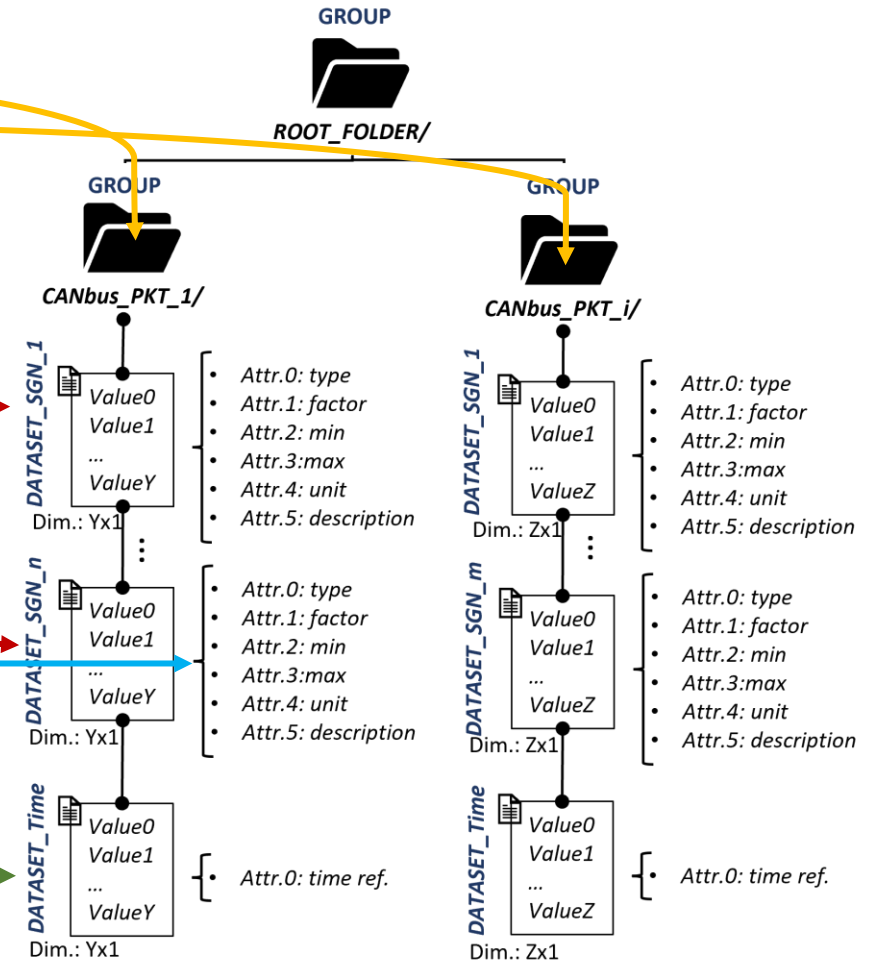 GROUP
ROOT_FOLDER/
GROUP
CANbus_PKT_1/
DATASET_SGN_1
Value0
Value1
...
ValueY
Dim.: Yx1
• Attr.0: type
• Attr.1: factor
• Attr.2: min
• Attr.3:max
• Attr.4: unit
• Attr.5: description
...
DATASET_SGN_n
Value0
Value1
...
ValueY
Dim.: Yx1
• Attr.0: type
• Attr.1: factor
• Attr.2: min
• Attr.3:max
• Attr.4: unit
• Attr.5: description
DATASET_Time
Value0
Value1
...
ValueY
Dim.: Yx1
• Attr.0: time ref.
GROUP
CANbus_PKT_i/
DATASET_SGN_1
Value0
Value1
...
ValueZ
Dim.: Zx1
• Attr.0: type
• Attr.1: factor
• Attr.2: min
• Attr.3:max
• Attr.4: unit
• Attr.5: description
...
DATASET_SGN_m
Value0
Value1
...
ValueZ
Dim.: Zx1
• Attr.0: type
• Attr.1: factor
• Attr.2: min
• Attr.3:max
• Attr.4: unit
• Attr.5: description
DATASET_Time
Value0
Value1
...
ValueZ
Dim.: Zx1
• Attr.0: time ref.